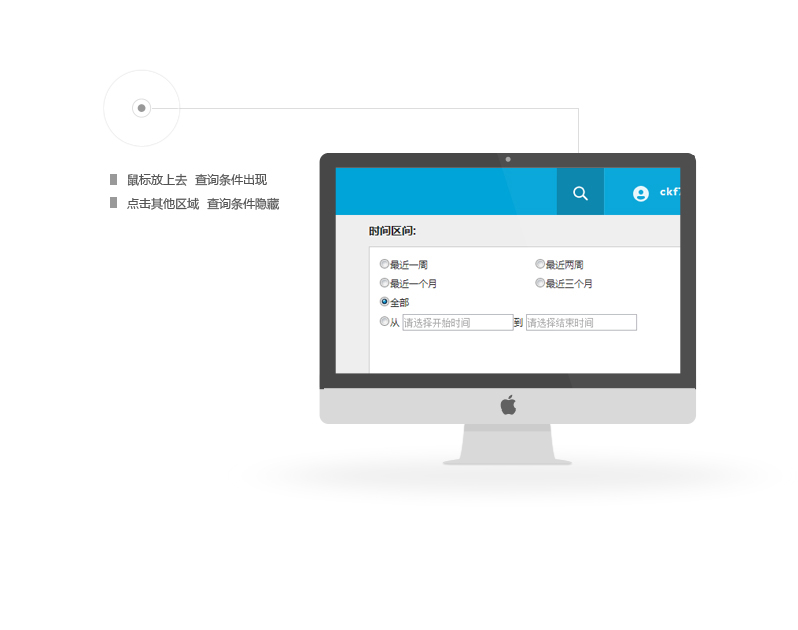 鼠标放上去 查询条件出现
点击其他区域 查询条件隐藏
ckf
时间区间:
最近一周 最近两周
最近一个月 最近三个月
全部
从 请选择开始时间 到 请选择结束时间